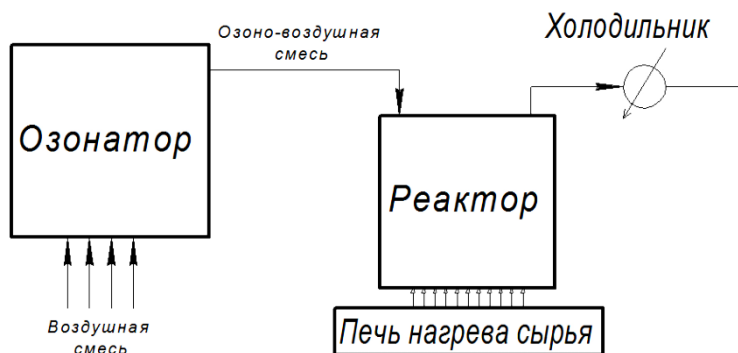 Озоно-воздушная
смесь
Холодильник
Озонатор
Реактор
Воздушная
смесь
Печь нагрева сырья